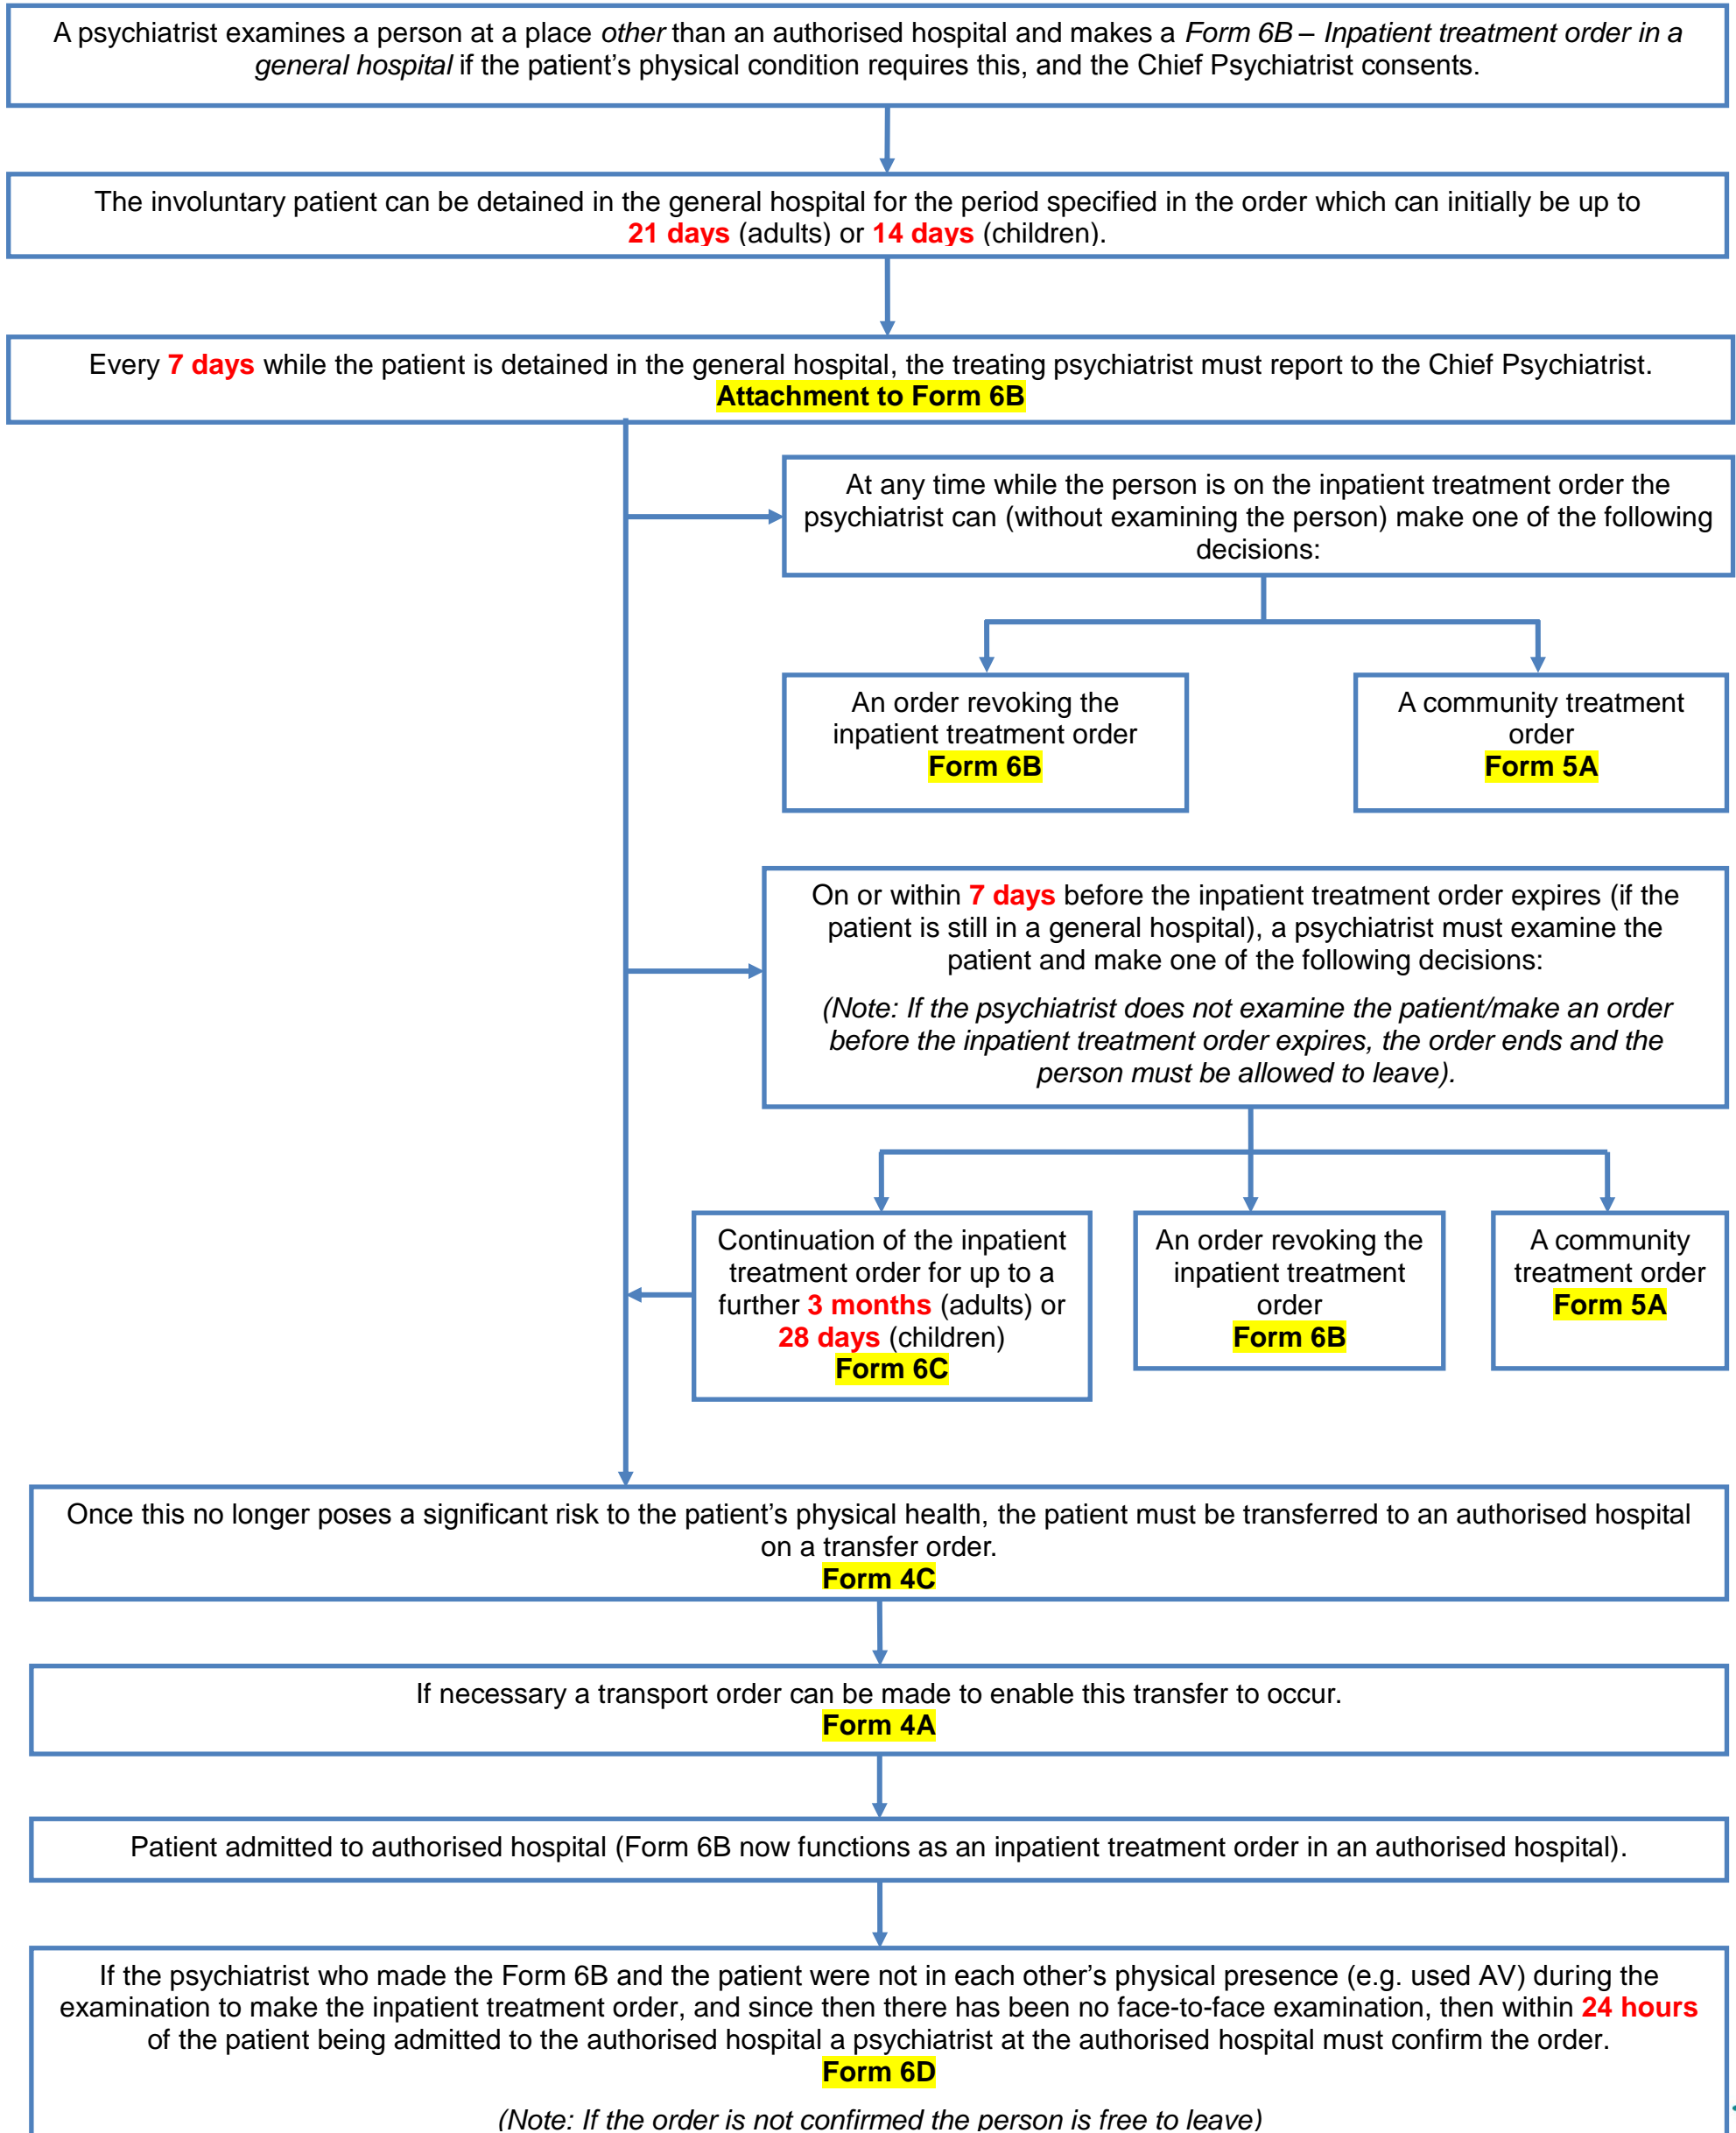 A psychiatrist examines a person at a place other than an authorised hospital and makes a Form 6B – Inpatient treatment order in a
general hospital if the patient's physical condition requires this, and the Chief Psychiatrist consents.
The involuntary patient can be detained in the general hospital for the period specified in the order which can initially be up to
21 days (adults) or 14 days (children).
Every 7 days while the patient is detained in the general hospital, the treating psychiatrist must report to the Chief Psychiatrist.
Attachment to Form 6B
At any time while the person is on the inpatient treatment order the
psychiatrist can (without examining the person) make one of the following
decisions:
An order revoking the
inpatient treatment order
Form 6B
A community treatment
order
Form 5A
On or within 7 days before the inpatient treatment order expires (if the
patient is still in a general hospital), a psychiatrist must examine the
patient and make one of the following decisions:
(Note: If the psychiatrist does not examine the patient/make an order
before the inpatient treatment order expires, the order ends and the
person must be allowed to leave).
Continuation of the inpatient
treatment order for up to a
further 3 months (adults) or
28 days (children)
Form 6C
An order revoking the
inpatient treatment
order
Form 6B
A community
treatment order
Form 5A
Once this no longer poses a significant risk to the patient's physical health, the patient must be transferred to an authorised hospital
on a transfer order.
Form 4C
If necessary a transport order can be made to enable this transfer to occur.
Form 4A
Patient admitted to authorised hospital (Form 6B now functions as an inpatient treatment order in an authorised hospital).
If the psychiatrist who made the Form 6B and the patient were not in each other's physical presence (e.g. used AV) during the
examination to make the inpatient treatment order, and since then there has been no face-to-face examination, then within 24 hours
of the patient being admitted to the authorised hospital a psychiatrist at the authorised hospital must confirm the order.
Form 6D
(Note: If the order is not confirmed the person is free to leave)